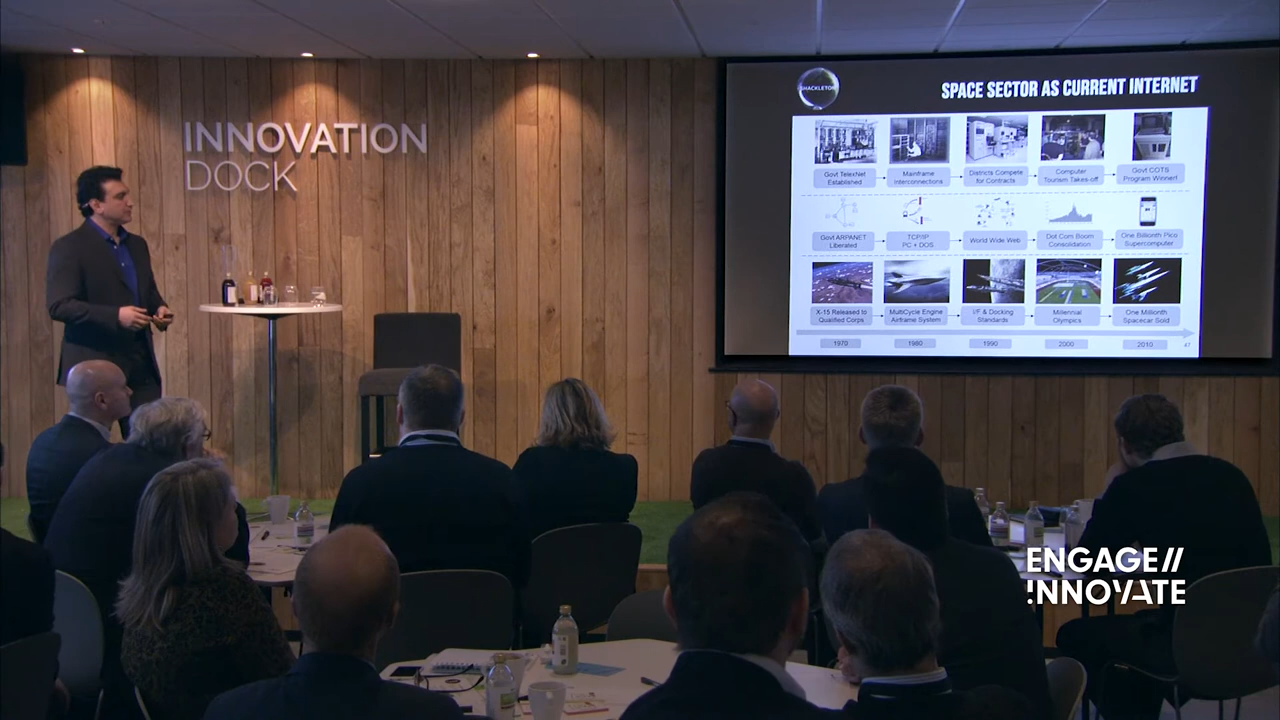 INNOVATION
DOCK
SHACKLETON
SPACE SECTOR AS CURRENT INTERNET
Govt TelexNet
Established
Mainframe
Interconnections
Districts Compete
for Contracts
Computer
Tourism Takes-off
Govt COTS
Program Winner!
Govt ARPANET
Liberated
TCP/IP
PC + DOS
World Wide Web
Dot Com Boom
Consolidation
One Billionth Pico
Supercomputer
X-15 Released to
Qualified Corps
MultiCycle Engine
Airframe System
I/F & Docking
Standards
Millennial
Olympics
One Millionth
Spacecar Sold
1970
1980
1990
2000
2010
47
ENGAGE//
!NNOVATE